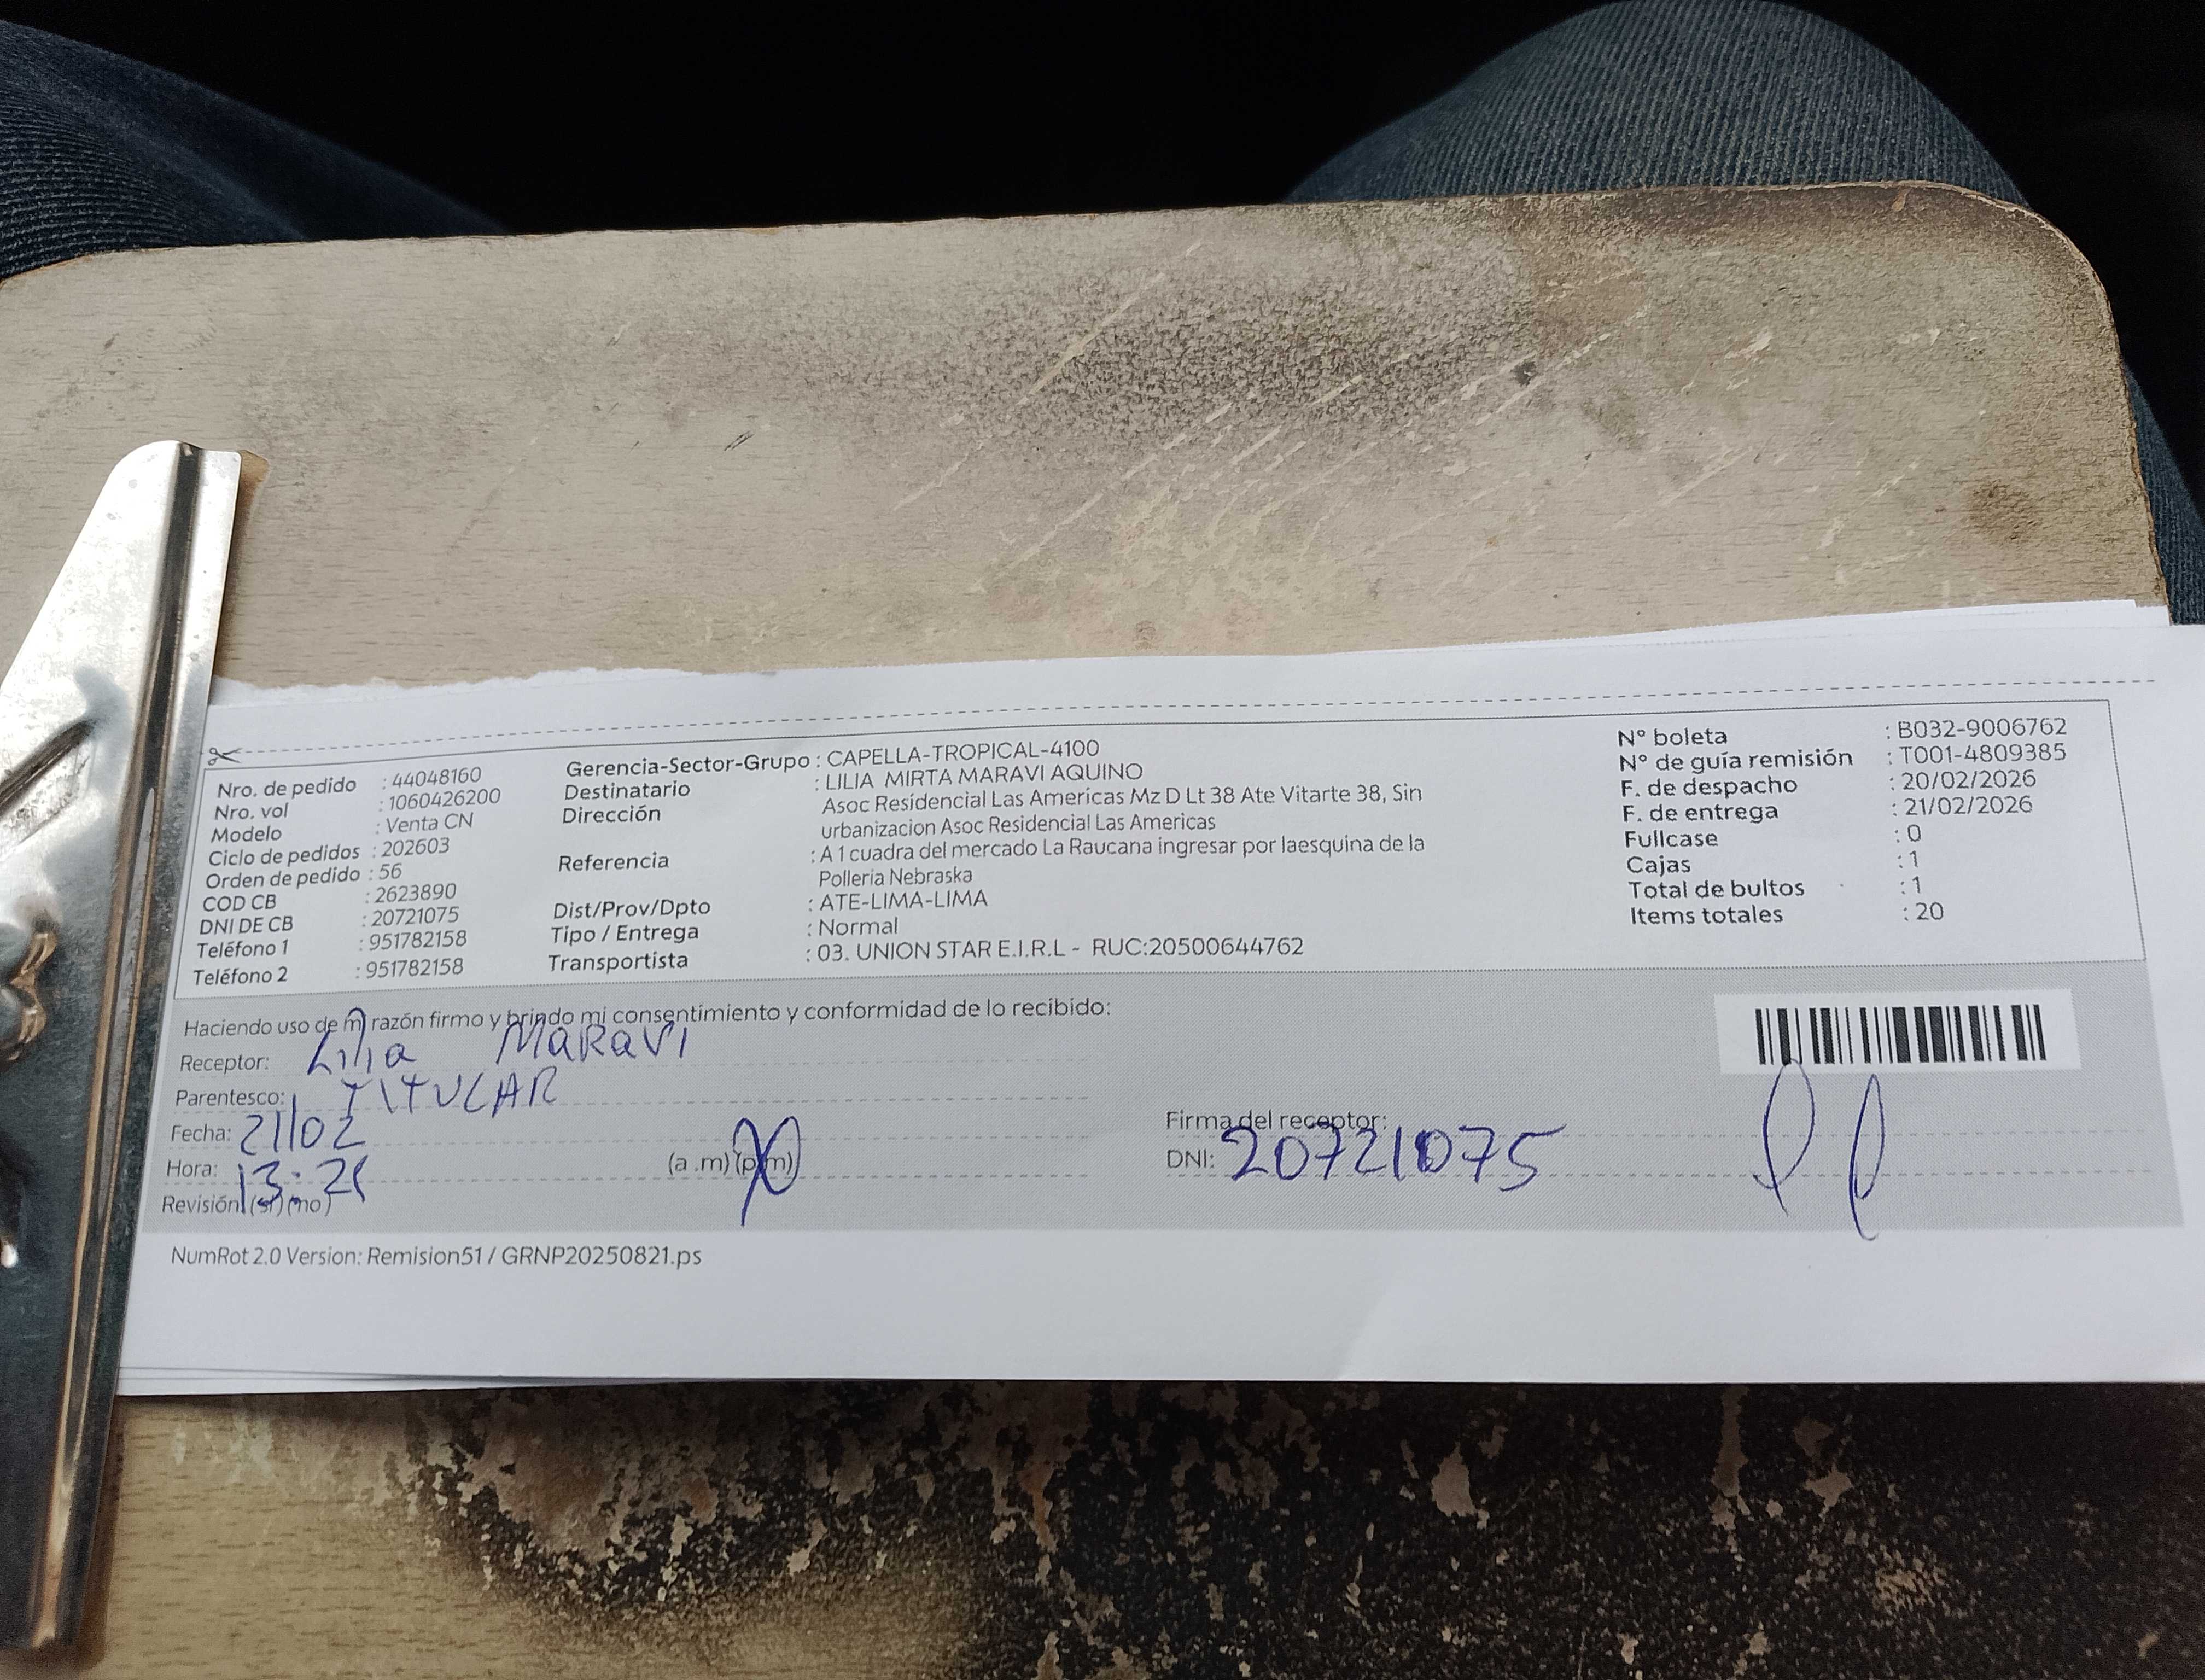 Nro. de pedido : 44048160
Nro. vol : 1060426200
Modelo : Venta CN
Ciclo de pedidos : 202603
Orden de pedido : 56
COD CB : 2623890
DNI DE CB : 20721075
Teléfono 1 : 951782158
Teléfono 2 : 951782158
Gerencia-Sector-Grupo : CAPELLA-TROPICAL-4100
Destinatario : LILIA MIRTA MARAVI AQUINO
Dirección Asoc Residencial Las Americas Mz D Lt 38 Ate Vitarte 38, Sin
urbanizacion Asoc Residencial Las Americas
Referencia : A 1 cuadra del mercado La Raucana ingresar por laesquina de la
Polleria Nebraska
Dist/Prov/Dpto : ATE-LIMA-LIMA
Tipo / Entrega : Normal
Transportista : 03. UNION STAR E.I.R.L - RUC:20500644762
N° boleta : B032-9006762
N° de guía remisión : T001-4809385
F. de despacho : 20/02/2026
F. de entrega : 21/02/2026
Fullcase : 0
Cajas : 1
Total de bultos : 1
Items totales : 20
Haciendo uso de mi razón firmo y brindo mi consentimiento y conformidad de lo recibido:
Receptor: Lilia MARAVI
Parentesco: TITULAR
Fecha: 21/02
Hora: 13:21 (a .m) (p.m)
Revisión (si) (no)
Firma del receptor:
DNI: 20721075
NumRot 2.0 Version: Remision51 / GRNP20250821.ps